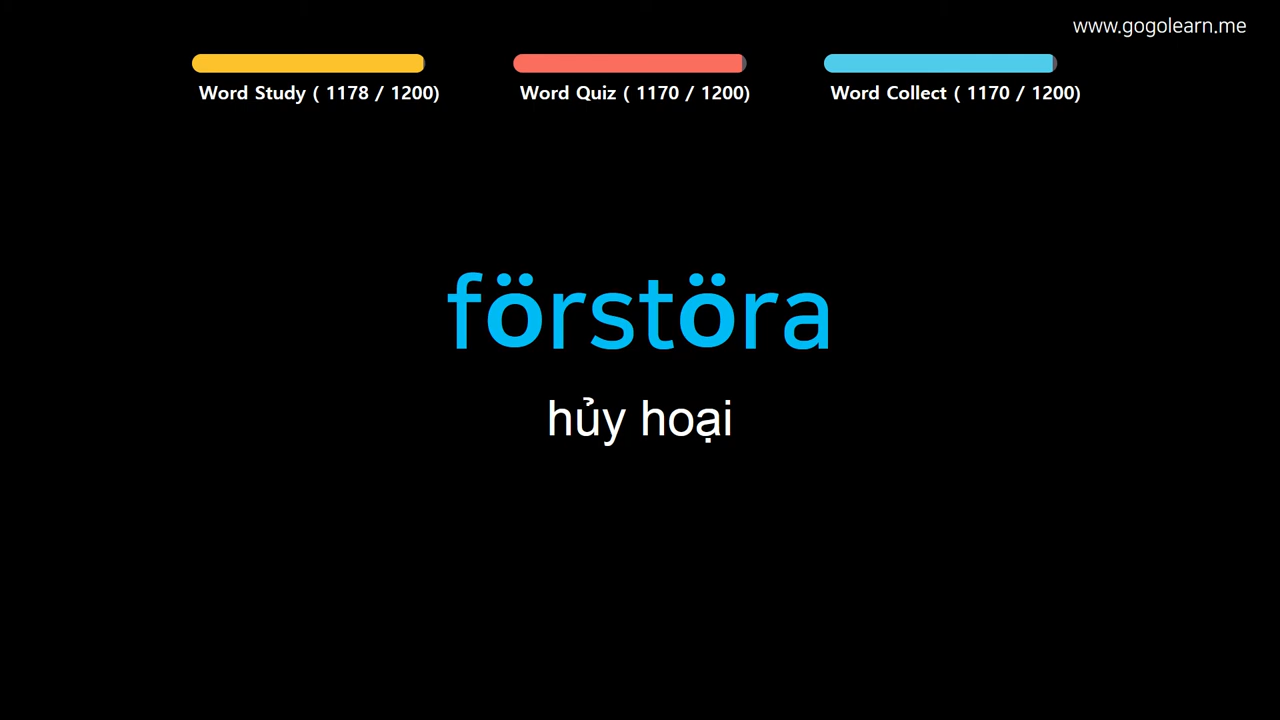 www.gogolearn.me
Word Study ( 1178 / 1200)
Word Quiz ( 1170 / 1200)
Word Collect ( 1170 / 1200)
förstöra
hủy hoại